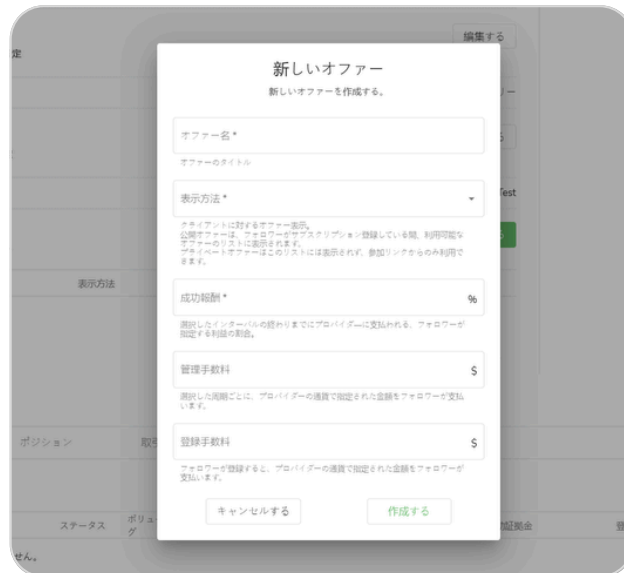 編集する
定
新しいオファー
新しいオファーを作成する。
リー
オファー名 *
オファーのタイトル
表示方法 *
Test
クライアントに対するオファー表示。
公開オファーは、フォロワーがサブスクリプション登録している間、利用可能な
オファーのリストに表示されます。
プライベートオファーはこのリストには表示されず、参加リンクからのみ利用で
きます。
表示方法
成功報酬 * %
選択したインターバルの終わりまでにプロバイダーに支払われる、フォロワーが
指定する利益の割合。
管理手数料 $
選択した周期ごとに、プロバイダーの通貨で指定された金額をフォロワーが支払
います。
ポジション
登録手数料 $
フォロワーが登録すると、プロバイダーの通貨で指定された金額をフォロワーが
支払います。
キャンセルする 作成する
ステータス
ボリュー
グ
証拠金
せん。